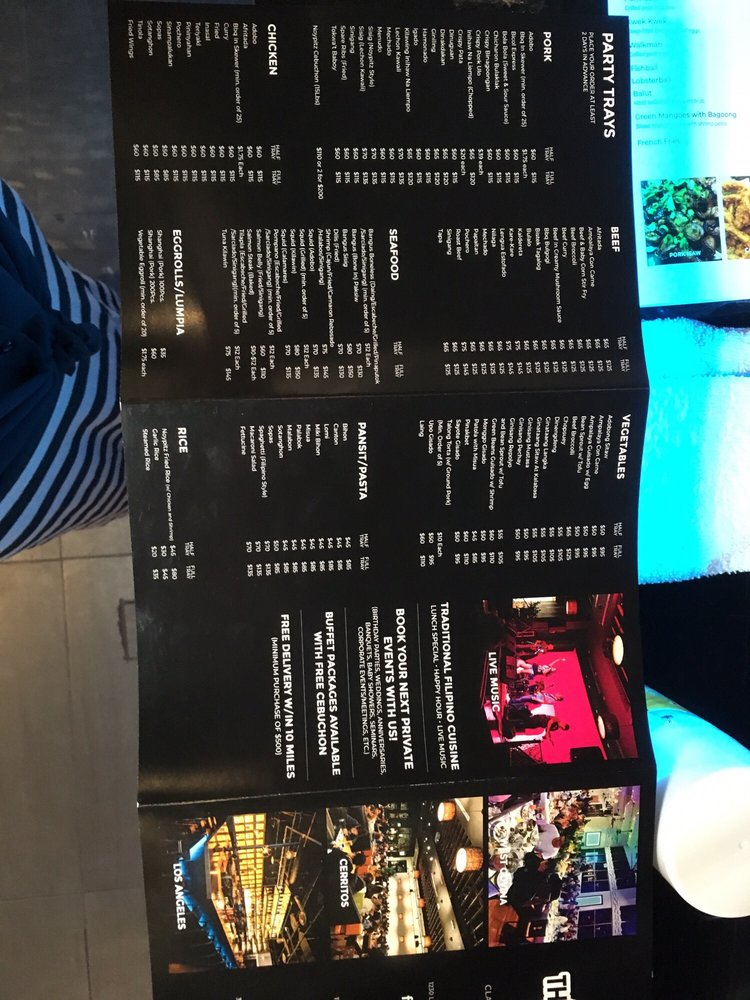 PORK SISIG
Green Mangoes with Bagoong
Balut
PARTY TRAYS
PLACE YOUR ORDER AT LEAST
2 DAYS IN ADVANCE
PORK HALF TRAY FULL TRAY
Adobo $60 $115
Bbq In Skewer (min. order of 25) $1.75 each
Bicol Express $60 $115
Bola Bola (Sweet & Sour Sauce) $60 $115
Chicharon Bulaklak $60 $115
Crispy Binagoongan $60 $115
Crispy Pork Ulo $39 each
Inihaw Na Liempo (Chopped) $65 $120
Crispy Pata $20 each
Dinuguan $60 $115
Dinakdakan $65 $120
Giniling $65 $120
Hamonado $60 $115
Igado $60 $115
Kilawing Inihaw Na Liempo $65 $120
Lechon Kawali $70 $135
Mechado $60 $115
Menudo $60 $115
Sisig (Noypitz Style) $70 $135
Sisig (Lechon Kawali) $70 $135
Sinigang $60 $115
Spare Ribs (Fried) $60 $115
Tokwa't Baboy $60 $115
Noypitz Cebuchon (15Lbs) $110 or 2 for $200
CHICKEN HALF TRAY FULL TRAY
Adobo $60 $115
Afritada $60 $115
Bbq in Skewer (min. order of 25) $1.75 Each
Curry $60 $115
Fried $60 $115
Inasal $60 $115
Teriyaki $60 $115
Pininyahan $60 $115
Pochero $60 $115
Sinampalukan $60 $115
Sopas $50 $85
Sotanghon $50 $85
Tinola $60 $115
Fried Wings $60 $115
BEEF HALF TRAY FULL TRAY
Afritada $65 $125
Ampalaya Con Carne $65 $125
Beef & Baby Corn Stir Fry $65 $125
Beef Broccoli $65 $125
Beef Curry $65 $125
Beef In Creamy Mushroom Sauce $65 $125
Bbq Bulgogi $65 $125
Bistek Tagalog $65 $125
Bulalo $65 $125
Kaldereta $75 $145
Kare-Kare $75 $145
Lengua Estofado $75 $145
Nilaga $65 $125
Mechado $65 $125
Papaitan $65 $125
Pochero $75 $145
Roast Beef $65 $125
Sinigang $65 $125
Tapa
SEAFOOD HALF TRAY FULL TRAY
Bangus Boneless (Daing/Escabeche/Grilled/Pinaputok
/Sarciado/Sinigang) (min. order of 5) $12 Each
Bangus (Bone In) Paksiw $70 $130
Bangus Sisig $80 $150
Dilis (Fried) $70 $130
Shrimp (Cajun/Fried/Camaron Rebosado
/Halabos/Sinigang) $75 $145
Squid (Adobo) $70 $135
Squid (Grilled) (min. order of 5) $12 Each
Squid (Kilawin) $80 $150
Squid (Calamares) $70 $135
Pompano (Escabeche/Fried/Grilled
/Sarciado/Sinigang) (min. order of 5) $12 Each
Salmon Belly (Fried/Sinigang) $60 $110
Salmon Steak (Baked) $10-$12 Each
Tilapia (Escabeche/Fried/Grilled
/Sarciado/Sinigang)(min. order of 5) $12 Each
Tuna Kilawin $75 $145
EGGROLLS/LUMPIA
Shanghai (Pork) 100Pcs. $35
Shanghai (Pork) 200Pcs. $60
Vegetable Eggroll (min. order of 20) $1.75 each
VEGETABLES HALF TRAY FULL TRAY
Adobong Sitaw $50 $95
Ampalaya Con Carne $50 $95
Ampalaya Guisado w/ Egg $50 $95
Bean Sprout w/ Tofu $50 $95
Beef Broccoli $65 $125
Chopsuey $55 $105
Dinengdeng $55 $105
Ginataang Langka $55 $105
Ginataang Sitaw At Kalabasa $55 $105
Ginisang Mustasa $50 $95
Ginisang Pechay $50 $95
Ginisang Repolyo
and Bean Sprout w/ Tofu $55 $105
Green Beans Guisado w/ Shrimp $60 $110
Monggo Gisado $50 $95
Patola with Misua $45 $85
Pinakbet $60 $110
Sayote Gisado $50 $95
Talong Torta (w/ Ground Pork)
(Min. Order of 5) $10 Each
Upo Gisado $50 $95
Laing $60 $110
PANSIT/PASTA HALF TRAY FULL TRAY
Bihon $45 $85
Canton $45 $85
Lomi $45 $85
Miki Bihon $45 $85
Misua $45 $85
Palabok $45 $85
Malabon $45 $85
Sotanghon $45 $85
Sopas $50 $85
Spaghetti (Filipino Style) $70 $135
Macaroni Salad $70 $135
Fettucine $70 $135
RICE HALF TRAY FULL TRAY
Noypitz Fried Rice (w/ Chicken and Shrimp) $45 $80
Garlic Rice $30 $45
Steamed Rice $20 $35
LIVE MUSIC
TRADITIONAL FILIPINO CUISINE
LUNCH SPECIAL • HAPPY HOUR • LIVE MUSIC
BOOK YOUR NEXT PRIVATE
EVENTS WITH US!
(BIRTHDAY PARTIES, WEDDINGS, ANNIVERSARIES,
BANQUETS, BABY SHOWERS, SEMINARS,
CORPORATE EVENTS/MEETINGS, ETC.)
BUFFET PACKAGES AVAILABLE
WITH FREE CEBUCHON
FREE DELIVERY W/IN 10 MILES
(MINIMUM PURCHASE OF $500)
WEST COVINA
CERRITOS
LOS ANGELES
TH
CLA
1230 L